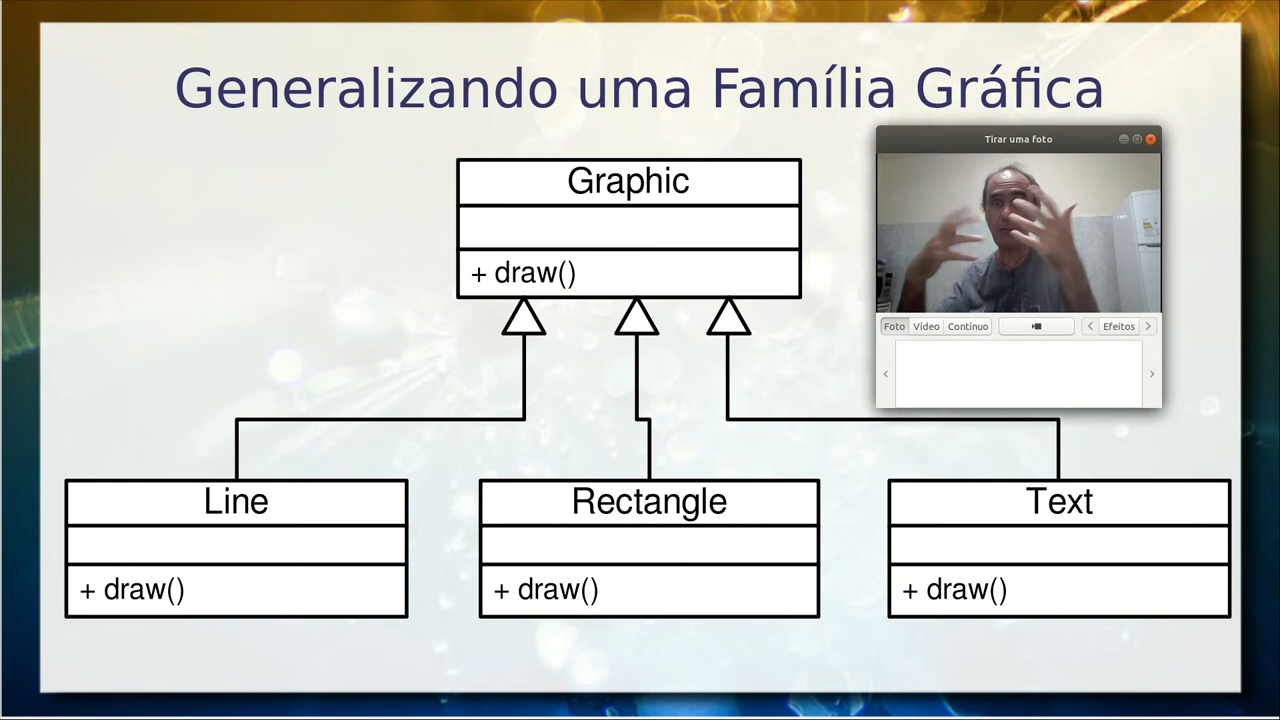 Generalizando uma Família Gráfica
Tirar uma foto
Graphic
+ draw()
Foto
Vídeo
Contínuo
Efeitos
Line
+ draw()
Rectangle
+ draw()
Text
+ draw()